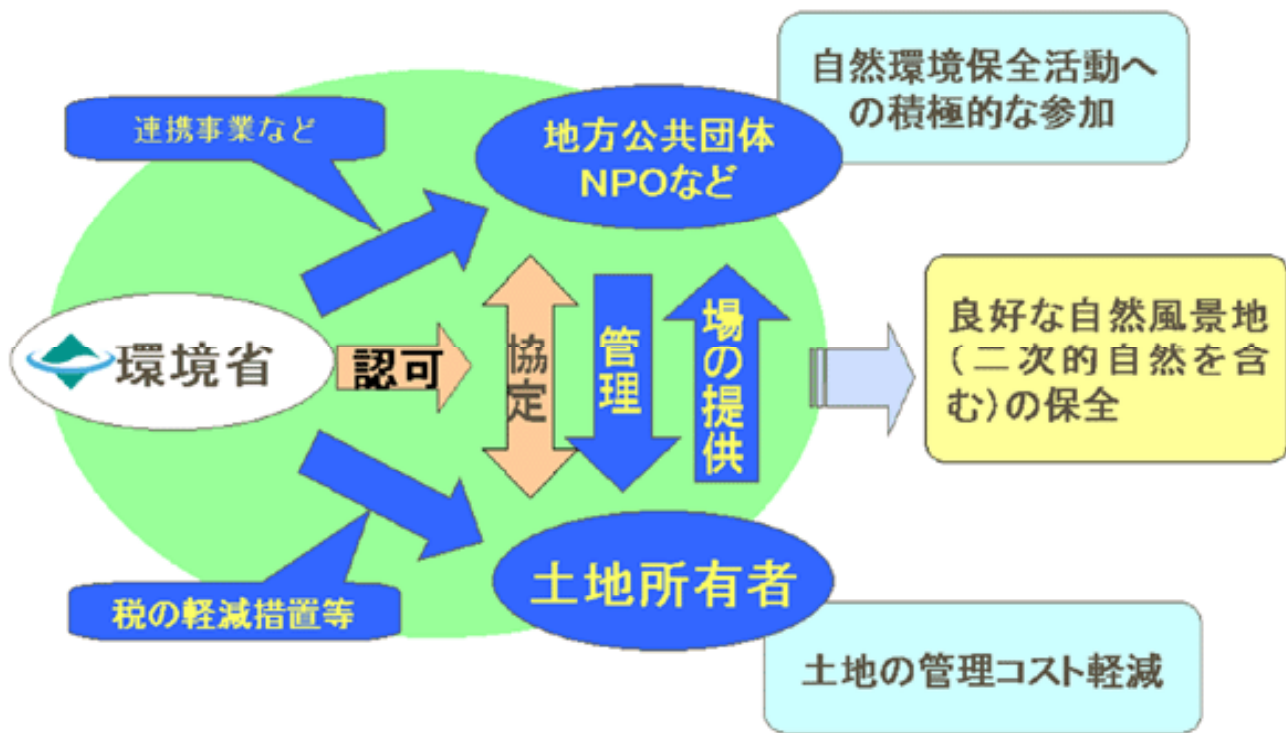 自然環境保全活動へ
の積極的な参加
連携事業など
地方公共団体
NPOなど
環境省
認可
協定
管理
場の提供
良好な自然風景地
(二次的自然を含
む)の保全
土地所有者
税の軽減措置等
土地の管理コスト軽減